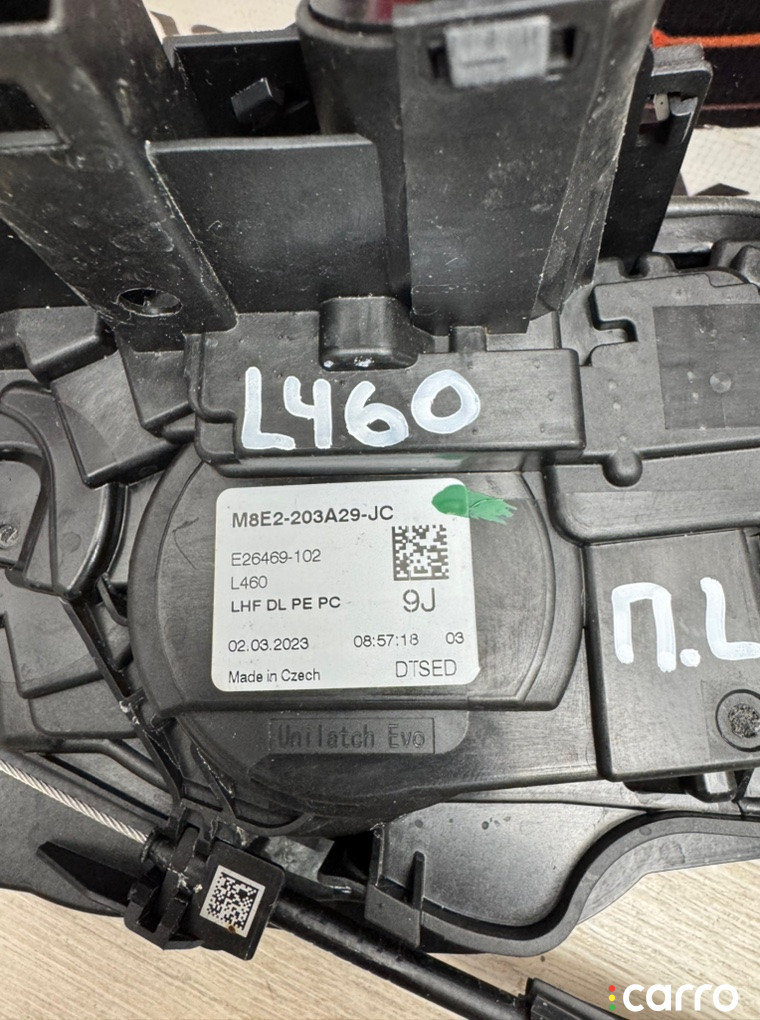 L460
M8E2-203A29-JC
E26469-102
L460
LHF DL PE PC 9J
02.03.2023 08:57:18 03
Made in Czech DTSED
П.L
Unilatch Evo
carro